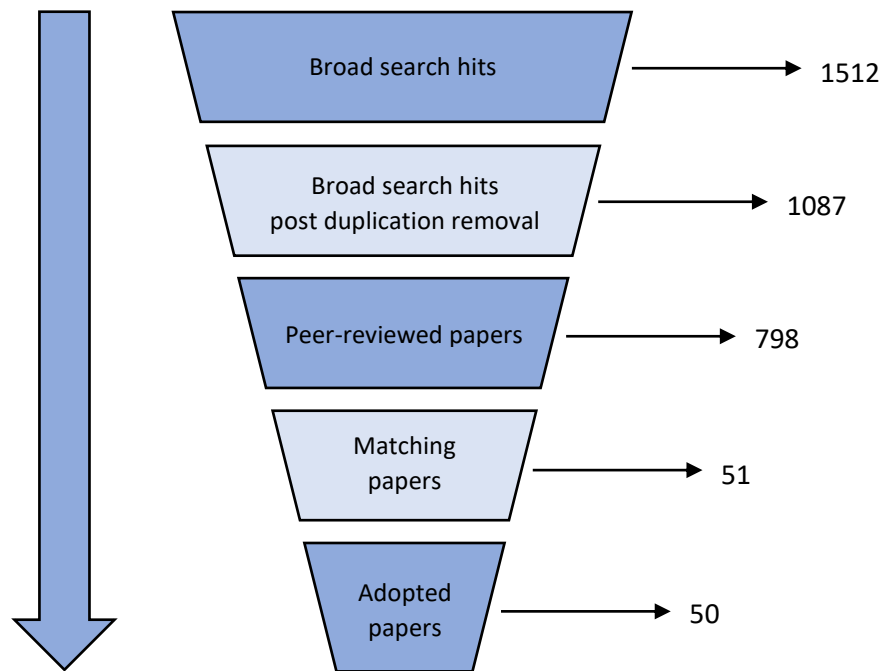 Broad search hits
1512
Broad search hits
post duplication removal
1087
Peer-reviewed papers
798
Matching
papers
51
Adopted
papers
50